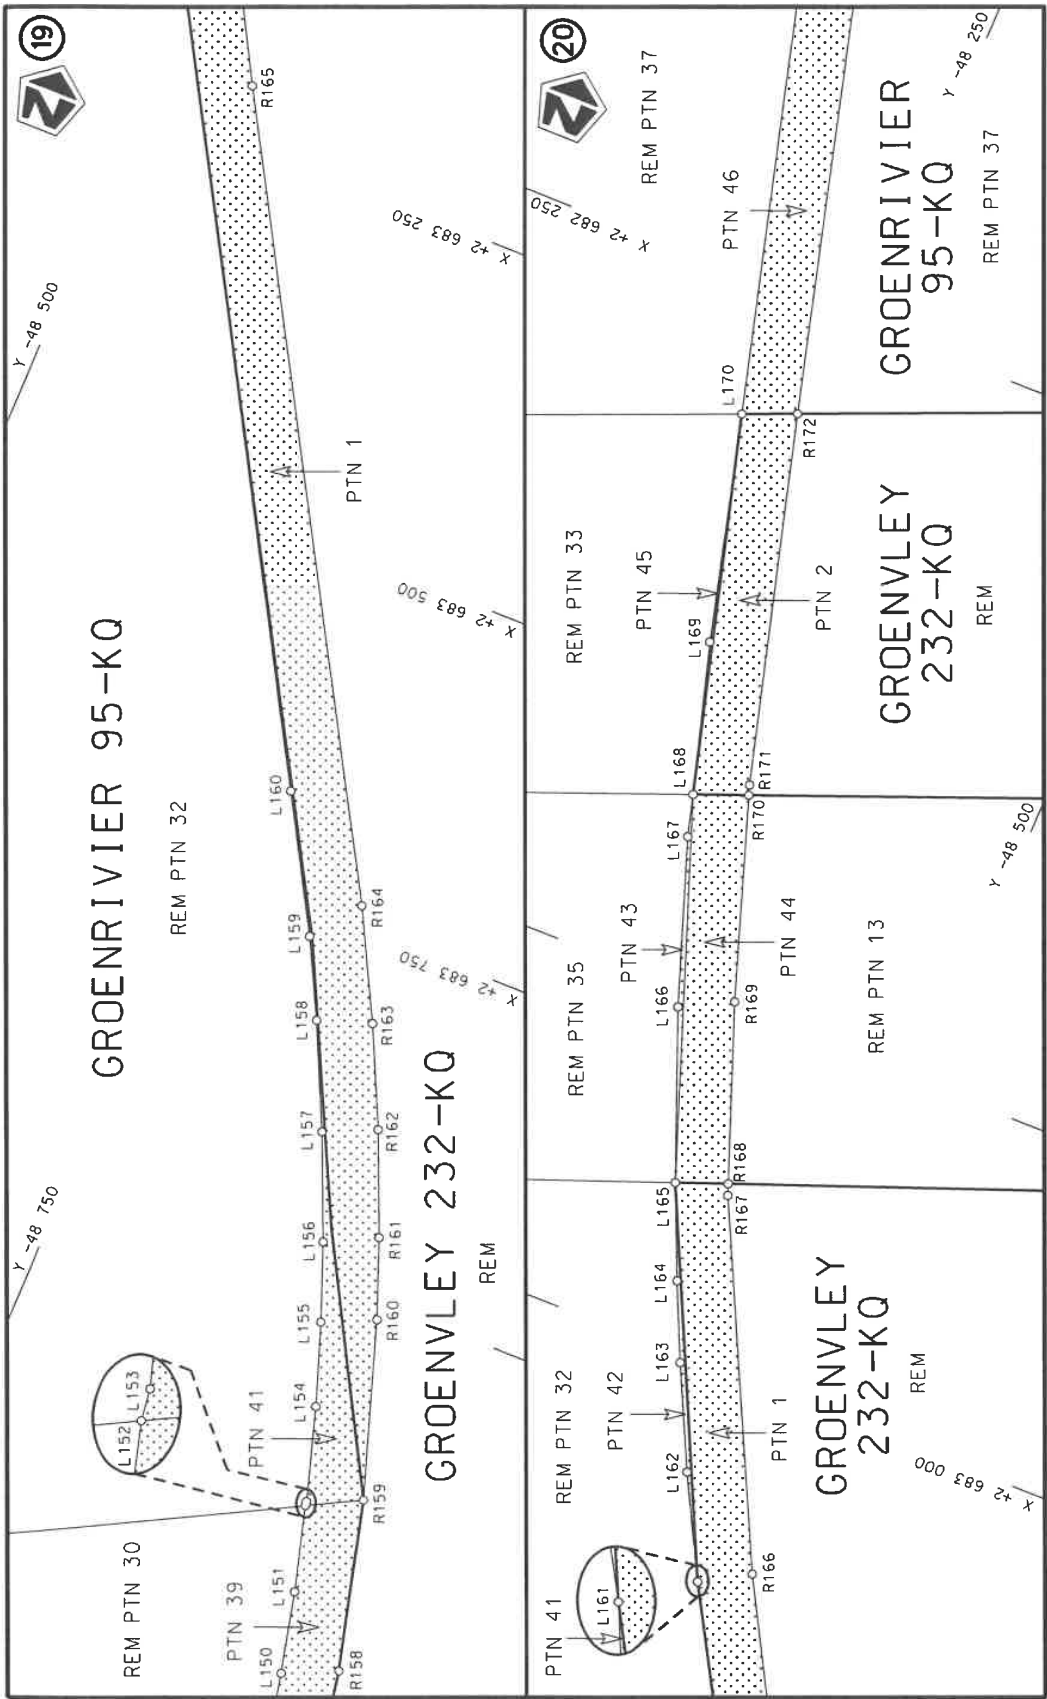 19
Z
GROENRIVIER 95-KQ
REM PTN 32
REM PTN 30
PTN 39
PTN 41
PTN 1
Y -48 750
Y -48 500
L150
L151
L152
L153
L154
L155
L156
L157
L158
L159
L160
R158
R159
R160
R161
R162
R163
R164
R165
GROENVLEY 232-KQ
REM
X +2 683 750
X +2 683 500
X +2 683 250
20
Z
PTN 41
L161
REM PTN 32
PTN 42
REM PTN 35
PTN 43
REM PTN 33
PTN 45
REM PTN 37
PTN 46
X +2 682 250
L162
L163
L164
L165
L166
L167
L168
L169
L170
R166
R167
R168
R169
R170
R171
R172
PTN 1
PTN 44
PTN 2
GROENVLEY
232-KQ
REM
X +2 683 000
REM PTN 13
Y -48 500
GROENVLEY
232-KQ
REM
GROENRIVIER
95-KQ
REM PTN 37
Y -48 250